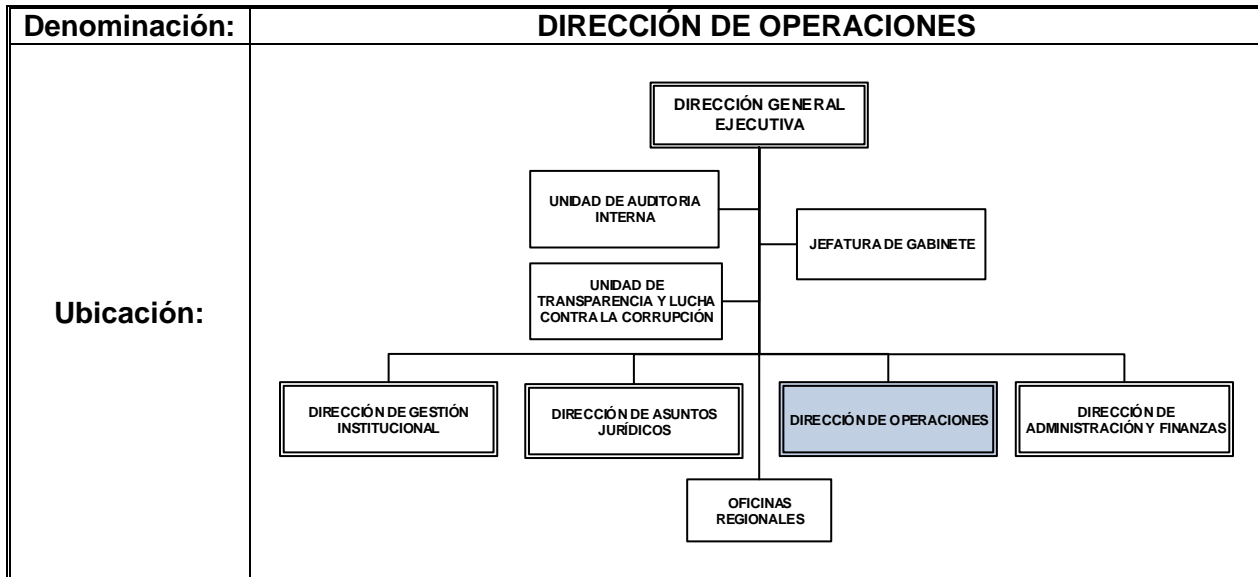 Denominación:
DIRECCIÓN DE OPERACIONES
Ubicación:
DIRECCIÓN GENERAL
EJECUTIVA
UNIDAD DE AUDITORIA
INTERNA
JEFATURA DE GABINETE
UNIDAD DE
TRANSPARENCIA Y LUCHA
CONTRA LA CORRUPCIÓN
DIRECCIÓN DE GESTIÓN
INSTITUCIONAL
DIRECCIÓN DE ASUNTOS
JURÍDICOS
DIRECCIÓN DE OPERACIONES
DIRECCIÓN DE
ADMINISTRACIÓN Y FINANZAS
OFICINAS
REGIONALES